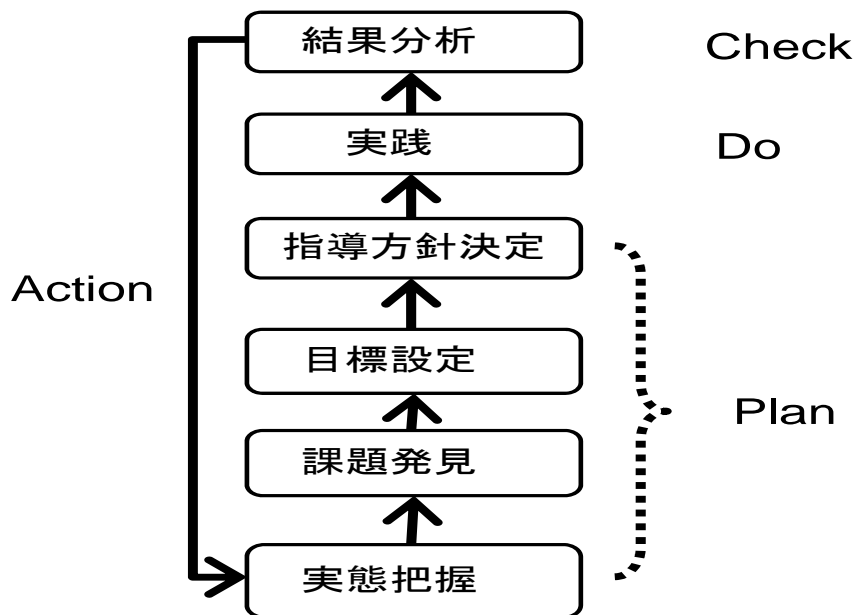 結果分析
Check
実践
Do
指導方針決定
Action
目標設定
Plan
課題発見
実態把握